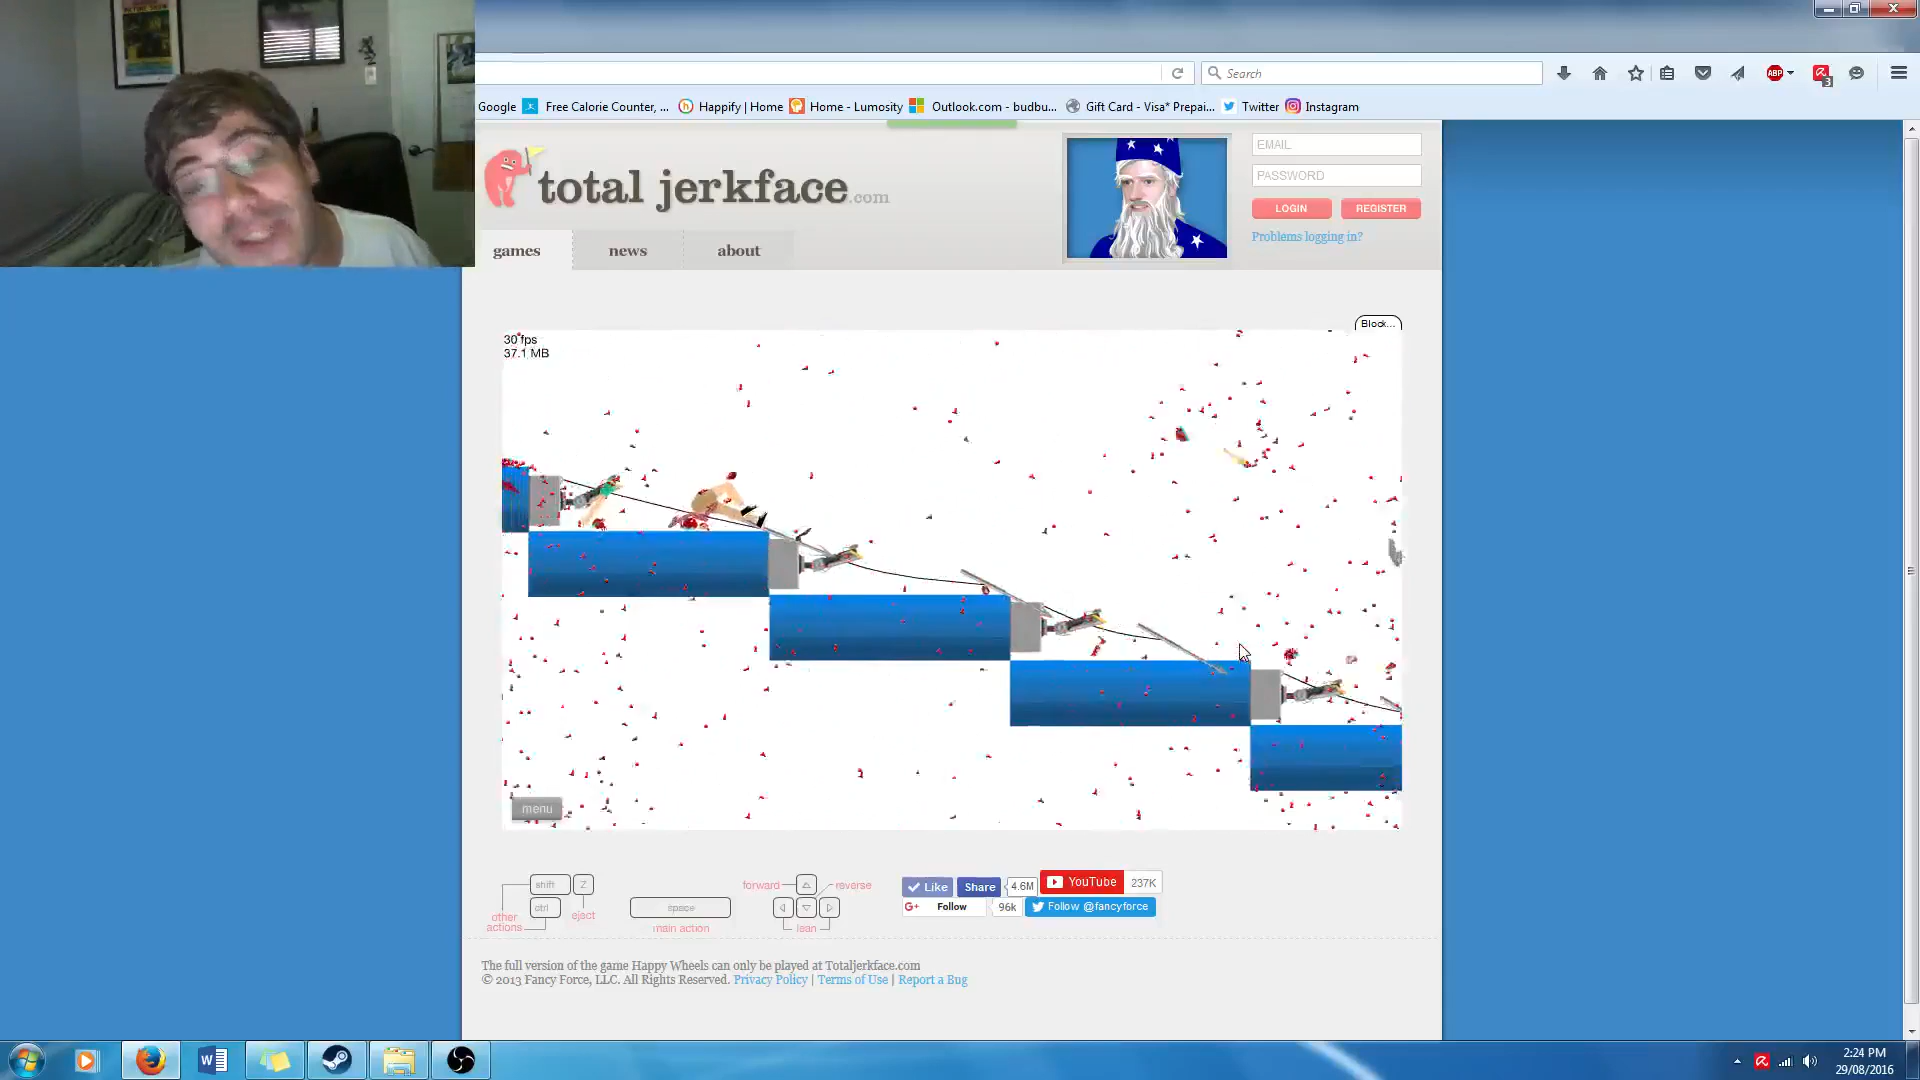 Search
ABP
3
Google
Free Calorie Counter, ...
Happify | Home
Home - Lumosity
Outlook.com - budbu...
Gift Card - Visa* Prepai...
Twitter
Instagram
total jerkface.com
EMAIL
PASSWORD
LOGIN
REGISTER
Problems logging in?
games
news
about
Block...
30 fps
37.1 MB
menu
shift
Z
ctrl
eject
other
actions
space
main action
forward
reverse
lean
Like
Share
4.6M
YouTube
237K
G+
Follow
96k
Follow @fancyforce
The full version of the game Happy Wheels can only be played at Totaljerkface.com
© 2013 Fancy Force, LLC. All Rights Reserved. Privacy Policy | Terms of Use | Report a Bug
2:24 PM
29/08/2016